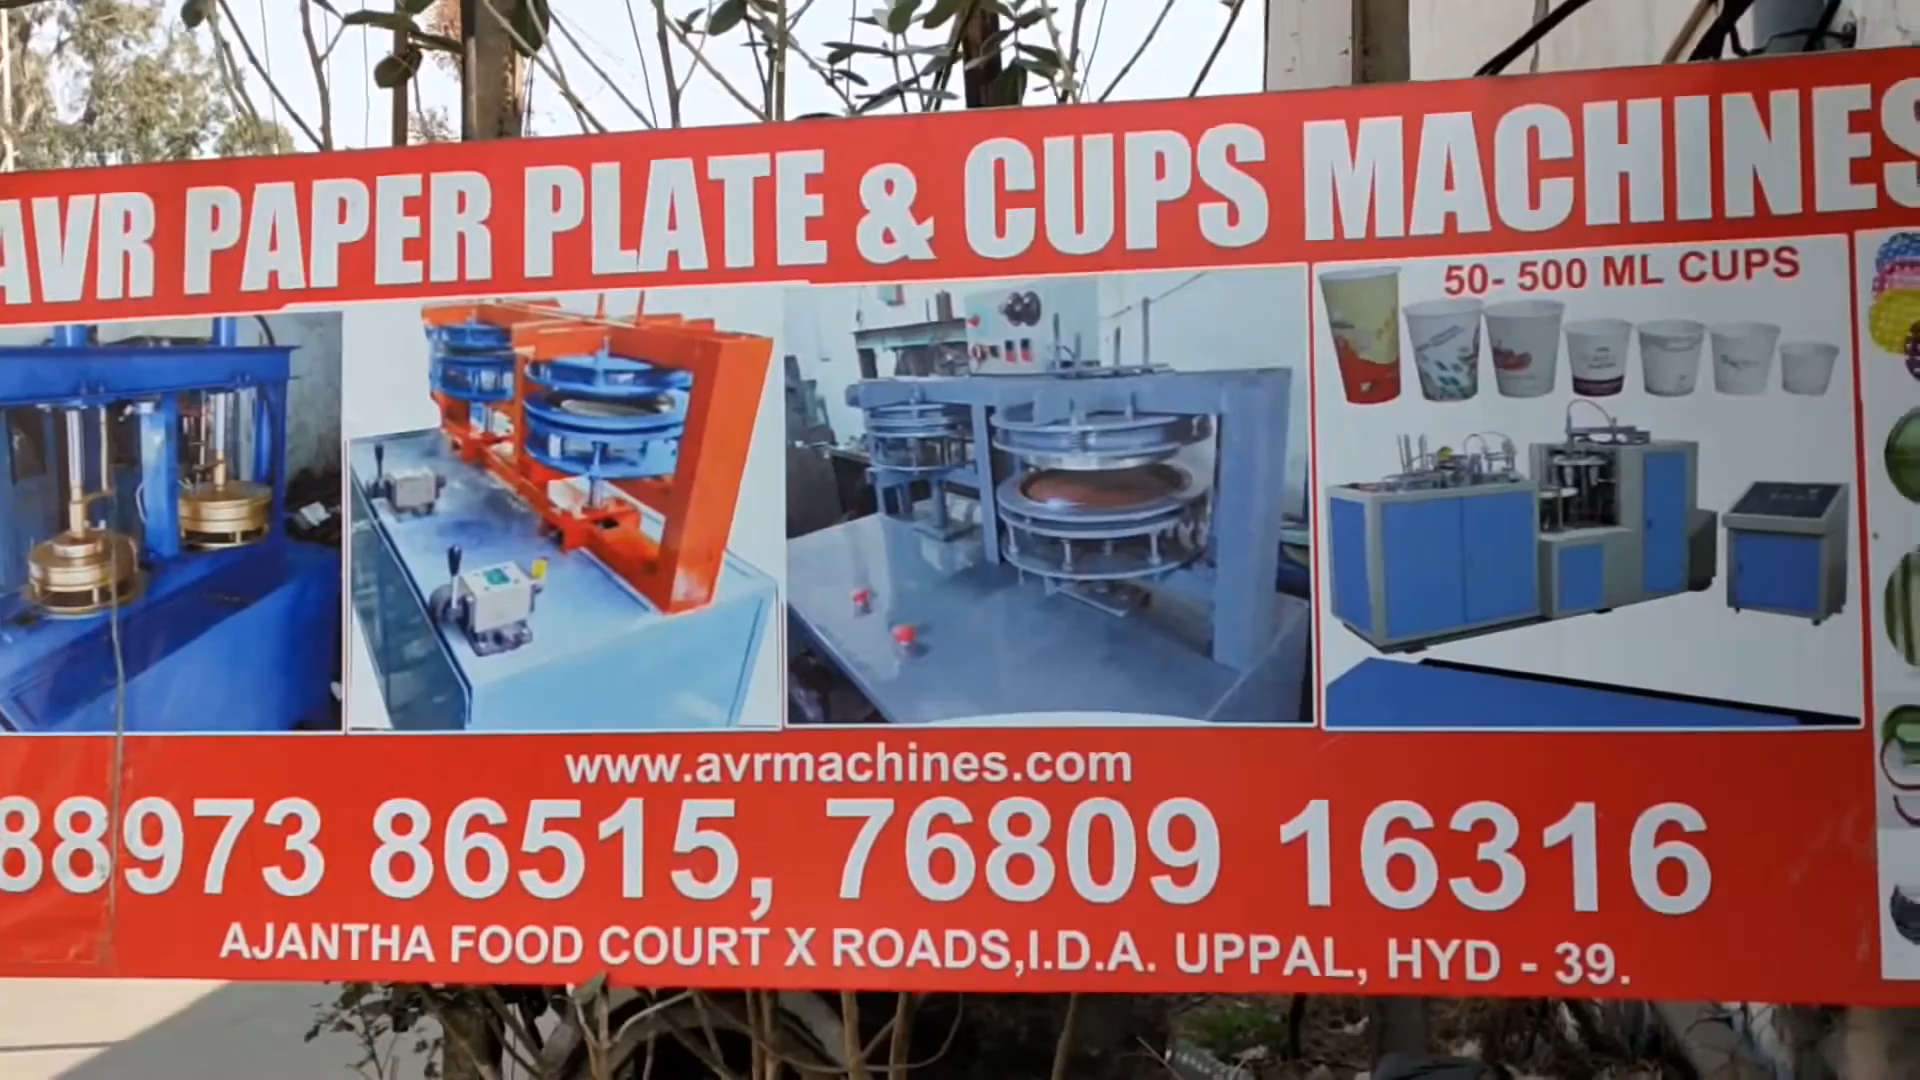 AVR PAPER PLATE & CUPS MACHINES
50- 500 ML CUPS
www.avrmachines.com
88973 86515, 76809 16316
AJANTHA FOOD COURT X ROADS,I.D.A. UPPAL, HYD - 39.